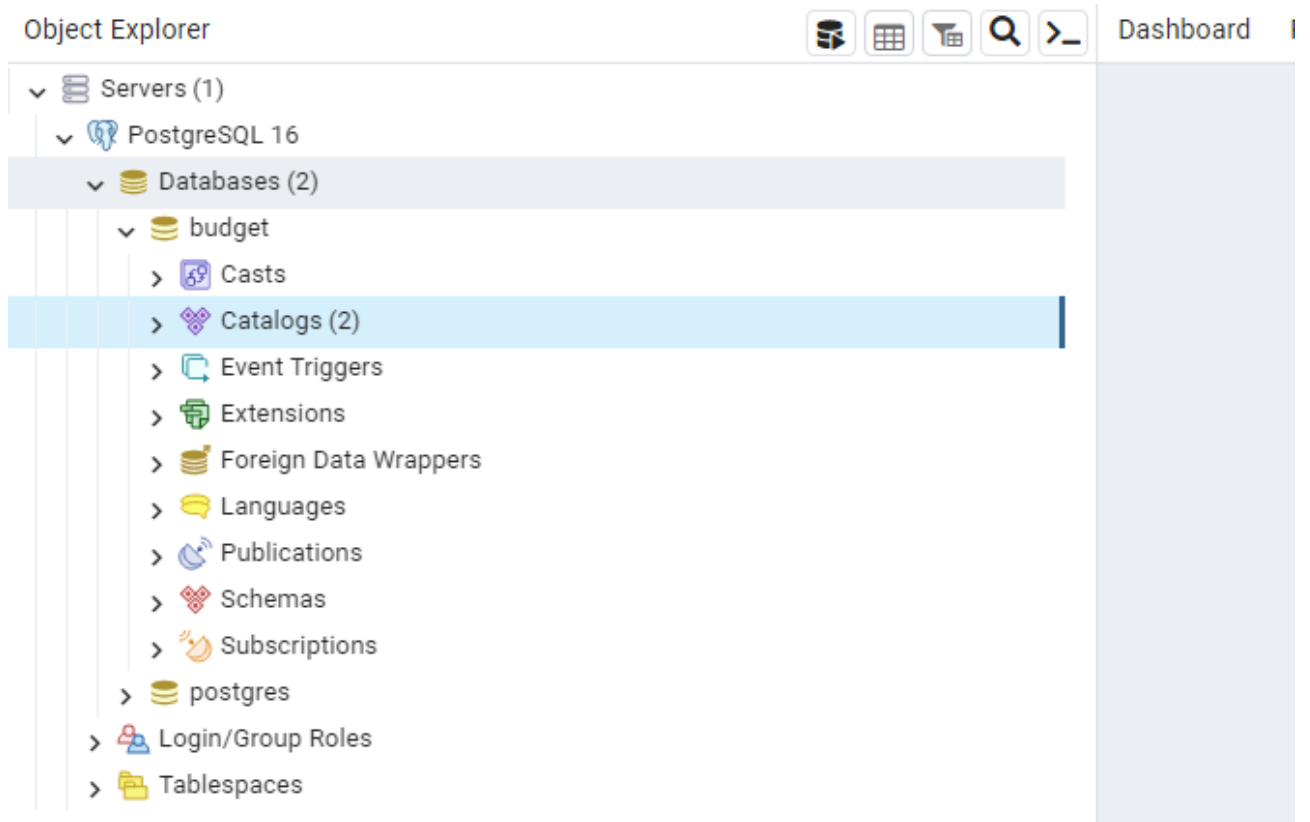 Object Explorer
Dashboard
Servers (1)
PostgreSQL 16
Databases (2)
budget
Casts
Catalogs (2)
Event Triggers
Extensions
Foreign Data Wrappers
Languages
Publications
Schemas
Subscriptions
postgres
Login/Group Roles
Tablespaces